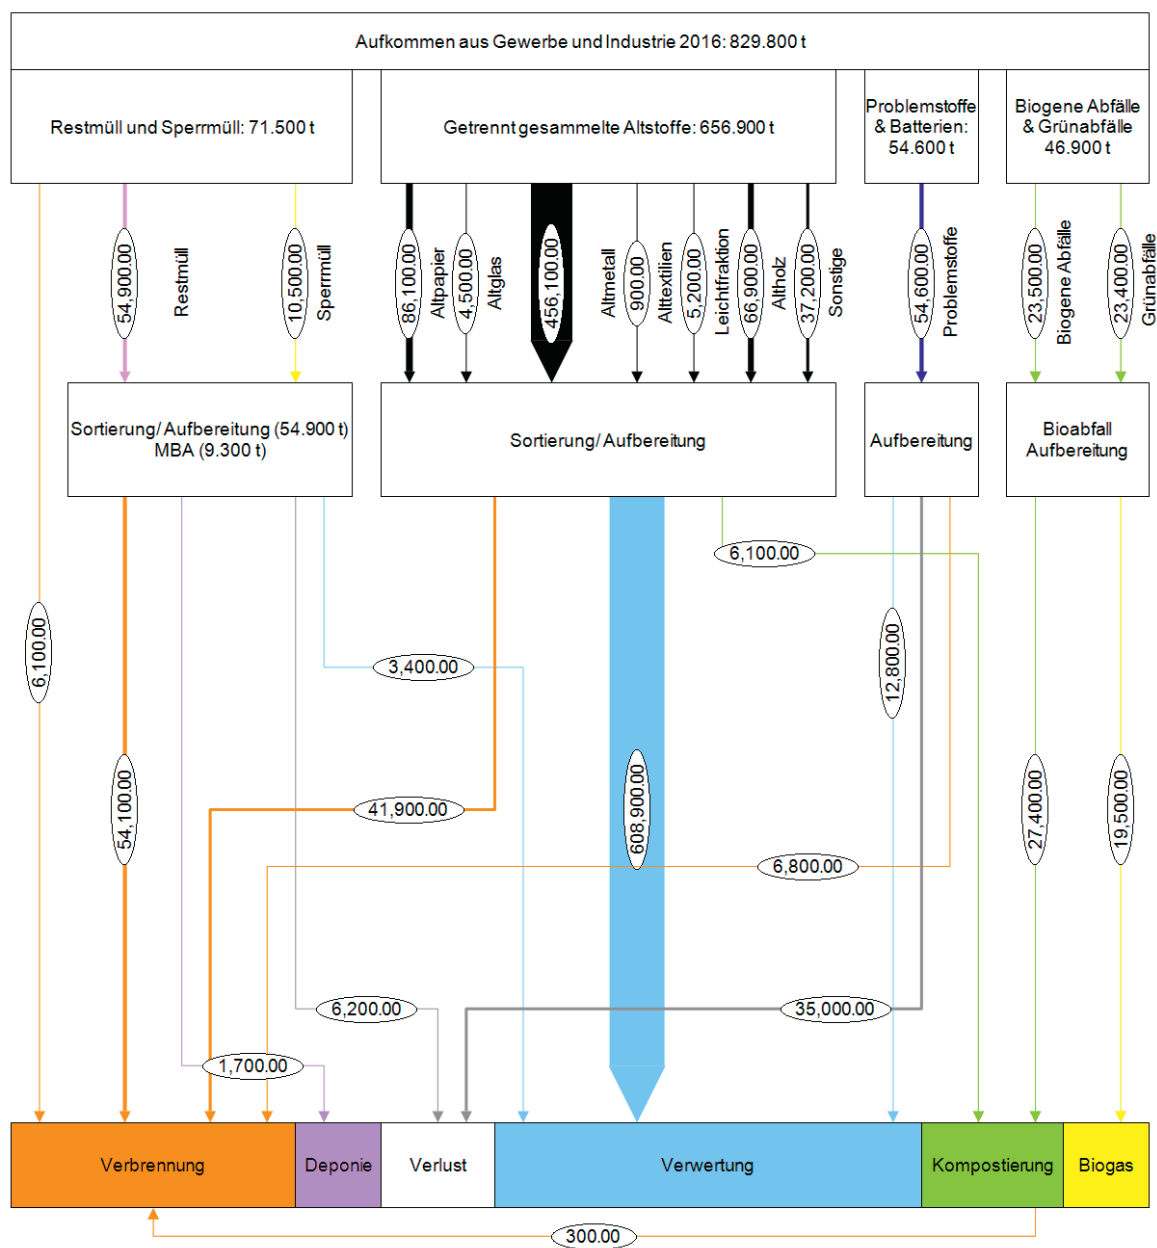 Aufkommen aus Gewerbe und Industrie 2016: 829.800 t
Restmüll und Sperrmüll: 71.500 t
Getrennt gesammelte Altstoffe: 656.900 t
Problemstoffe
& Batterien:
54.600 t
Biogene Abfälle
& Grünabfälle
46.900 t
54,900.00
Restmüll
10,500.00
Sperrmüll
86,100.00
Altpapier
4,500.00
Altglas
456,100.00
Altmetall
900.00
Alttextilien
5,200.00
Leichtfraktion
66,900.00
Altholz
37,200.00
Sonstige
54,600.00
Problemstoffe
23,500.00
Biogene Abfälle
23,400.00
Grünabfälle
Sortierung/ Aufbereitung (54.900 t)
MBA (9.300 t)
Sortierung/ Aufbereitung
Aufbereitung
Bioabfall
Aufbereitung
6,100.00
6,100.00
3,400.00
12,800.00
54,100.00
41,900.00
608,900.00
6,800.00
27,400.00
19,500.00
6,200.00
35,000.00
1,700.00
Verbrennung
Deponie
Verlust
Verwertung
Kompostierung
Biogas
300.00